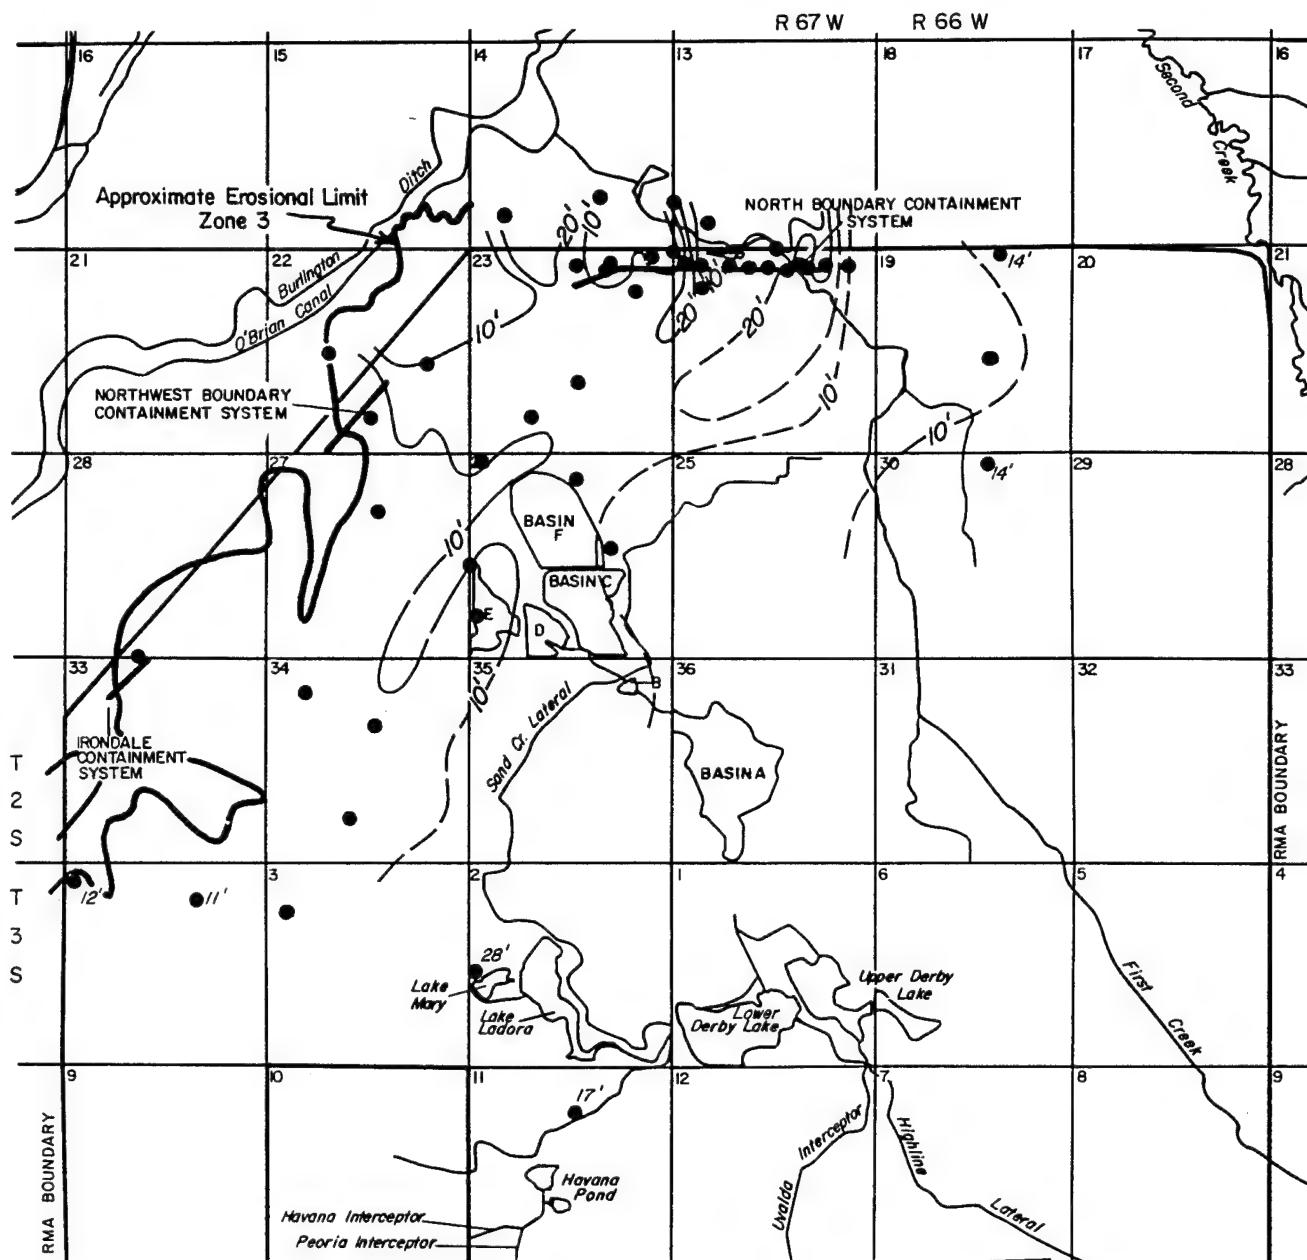 R 67 W R 66 W
16 15 14 13 18 17 16
Second
Creek
Ditch
Approximate Erosional Limit
Zone 3
NORTH BOUNDARY CONTAINMENT
SYSTEM
20'
10'
21 22 23 19 20 21
14'
Burlington
O'Brian Canal
10'
20'
10'
20'
10'
10'
NORTHWEST BOUNDARY
CONTAINMENT SYSTEM
28 27 26 25 30 29 28
14'
10'
BASIN
F
BASIN C
E
D
33 34 35 36 31 32 33
B
10'
Sand Cr. Lateral
IRONDALE
CONTAINMENT
SYSTEM
BASIN A
T
2
S
RMA BOUNDARY
3 2 1 6 5 4
12'
11'
T
3
S
28'
Lake
Mary
Lake
Ladora
Lower
Derby Lake
Upper Derby
Lake
First
Creek
9 10 11 12 7 8 9
17'
RMA BOUNDARY
Havana
Pond
Havana Interceptor
Peoria Interceptor
Uvalda Interceptor
Highline
Lateral